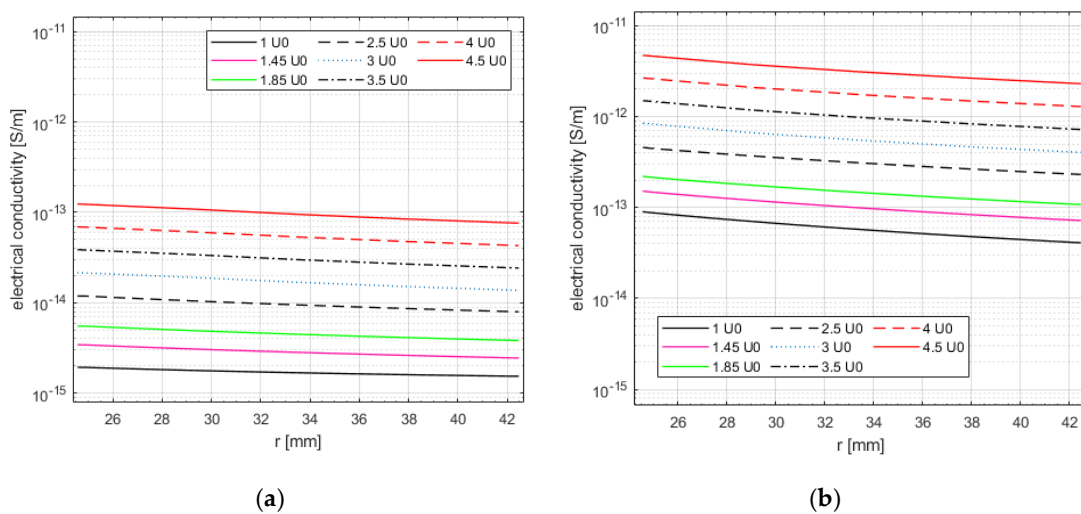 electrical conductivity [S/m]
10⁻¹¹
10⁻¹²
10⁻¹³
10⁻¹⁴
10⁻¹⁵
1 U0 2.5 U0 4 U0
1.45 U0 3 U0 4.5 U0
1.85 U0 3.5 U0
26 28 30 32 34 36 38 40 42
r [mm]
(a)
electrical conductivity [S/m]
10⁻¹¹
10⁻¹²
10⁻¹³
10⁻¹⁴
10⁻¹⁵
1 U0 2.5 U0 4 U0
1.45 U0 3 U0 4.5 U0
1.85 U0 3.5 U0
26 28 30 32 34 36 38 40 42
r [mm]
(b)